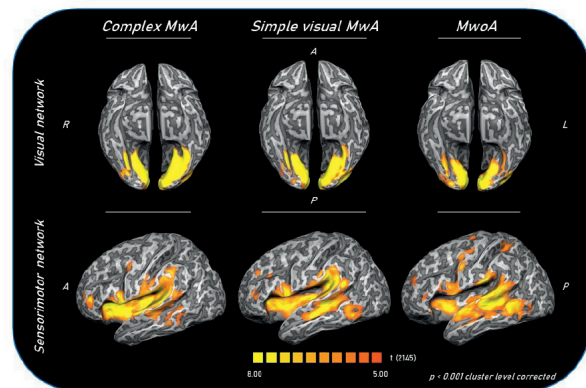 Complex MwA Simple visual MwA MwoA
A
Visual network
R L
P
Sensorimotor network
A P
t (2145)
8.00 5.00
p < 0.001 cluster level corrected